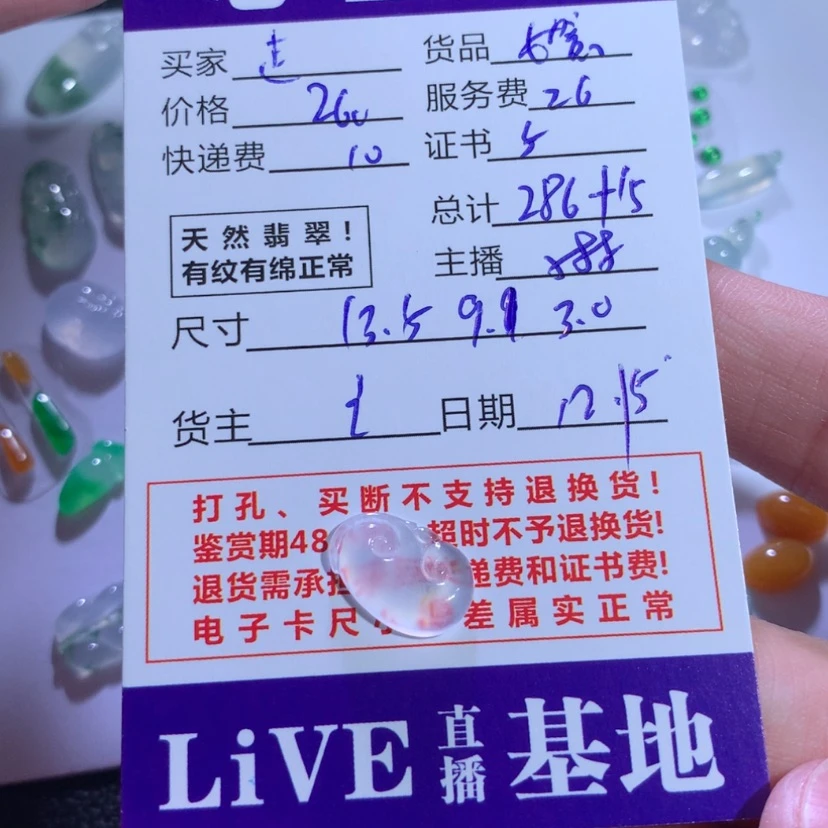 买家 货品
价格 260 服务费 26
快递费 10 证书 5
总计 286+15
天然翡翠！
有纹有绵正常
主播 888
尺寸 13.5 9.1 3.0
货主 日期 12.15
打孔、买断不支持退换货！
鉴赏期48 超时不予退换货！
退货需承担 递费和证书费！
电子卡尺 差属实正常
LiVE 直播 基地